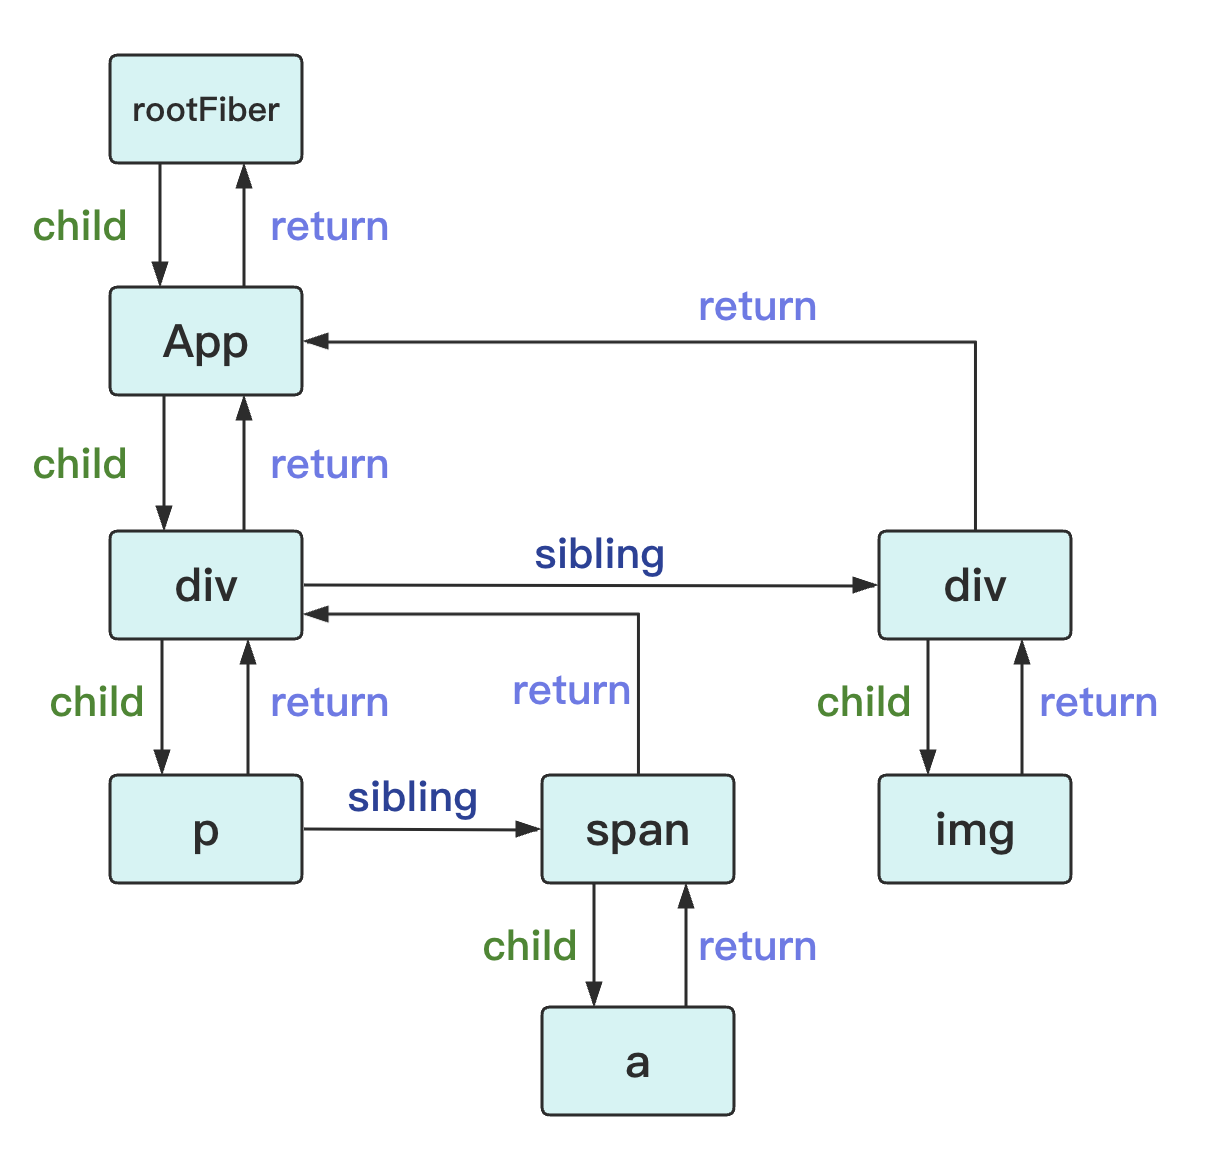 rootFiber
child
return
App
return
child
return
div
sibling
div
child
return
return
child
return
p
sibling
span
img
child
return
a